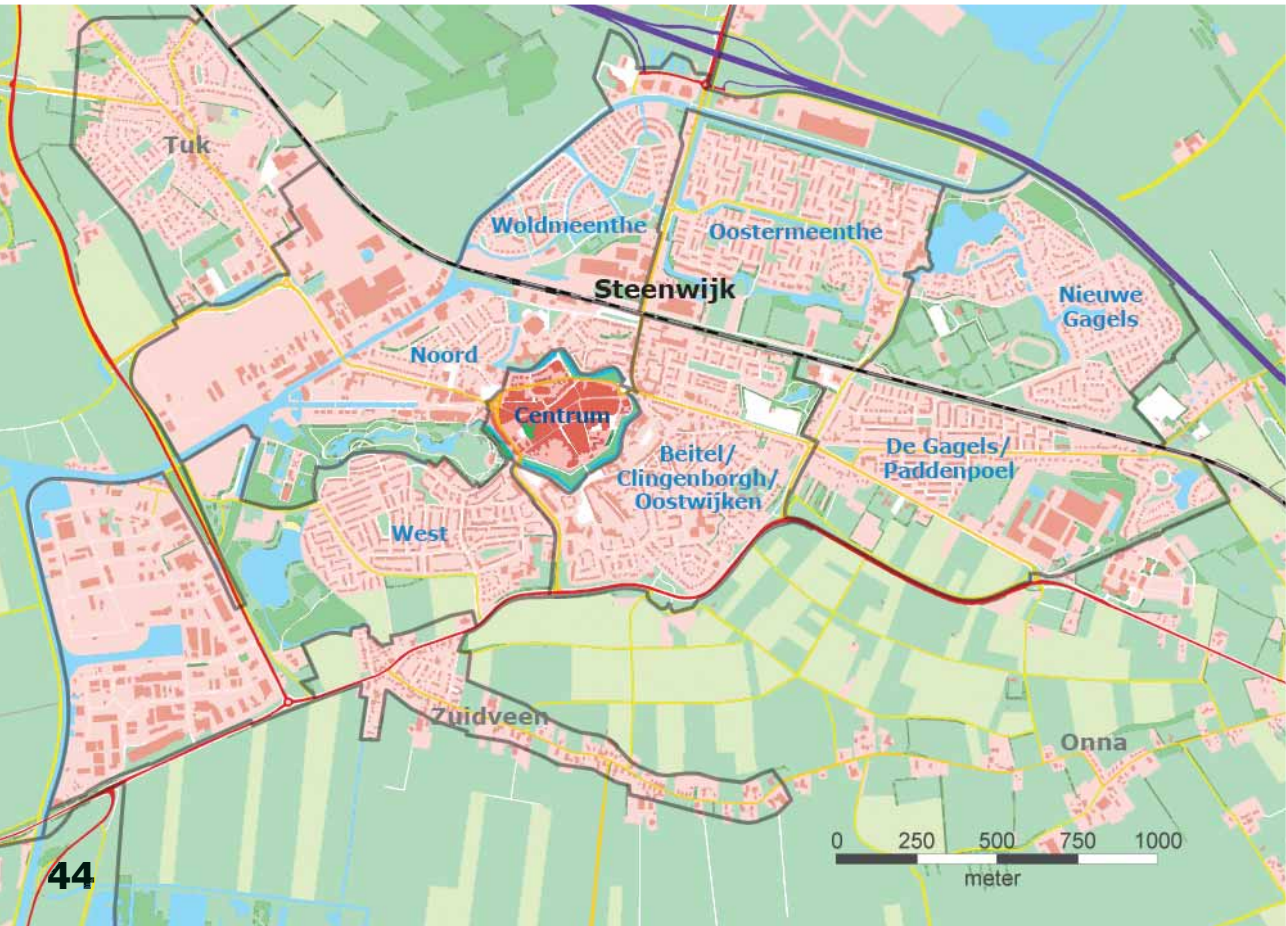 Tuk
Woldmeenthe
Oostermeenthe
Steenwijk
Nieuwe
Gagels
Noord
Centrum
Beitel/
Clingenborgh/
Oostwijken
De Gagels/
Paddenpoel
West
Zuidveen
Onna
0 250 500 750 1000
meter
44